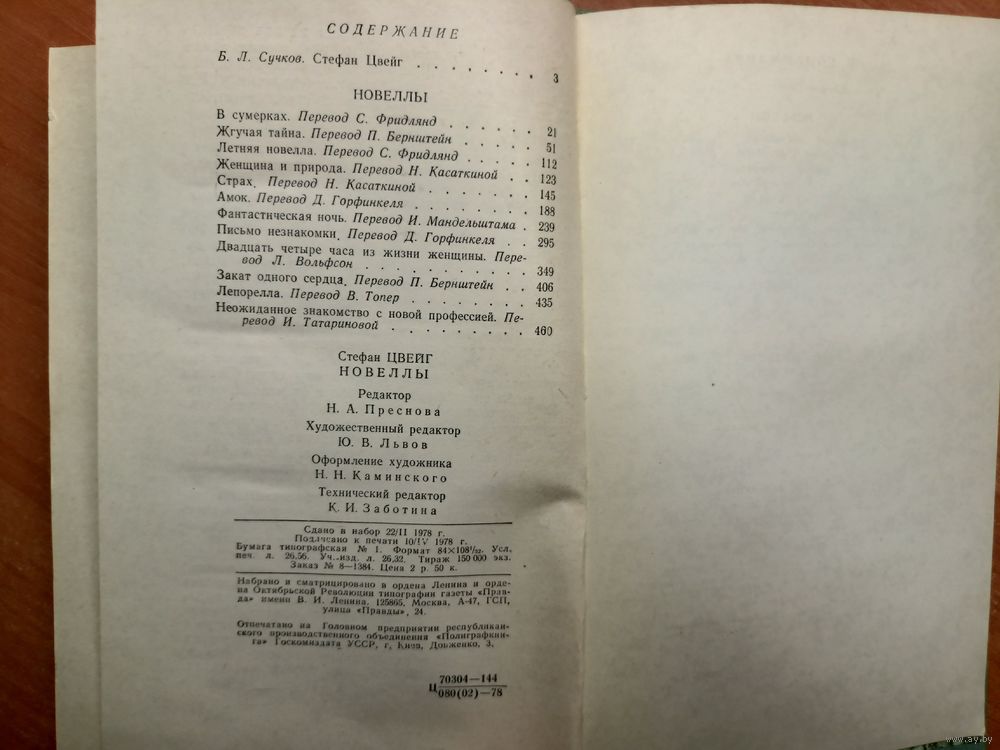 СОДЕРЖАНИЕ
Б. Л. Сучков. Стефан Цвейг . . . . . . . . 3
НОВЕЛЛЫ
В сумерках. Перевод С. Фридлянд . . . . . . 21
Жгучая тайна. Перевод П. Бернштейн . . . . . 51
Летняя новелла. Перевод С. Фридлянд . . . . . 112
Женщина и природа. Перевод Н. Касаткиной . . 123
Страх. Перевод Н. Касаткиной . . . . . . . 145
Амок. Перевод Д. Горфинкеля . . . . . . . . 188
Фантастическая ночь. Перевод И. Мандельштама . 239
Письмо незнакомки. Перевод Д. Горфинкеля . . 295
Двадцать четыре часа из жизни женщины. Пере-
вод Л. Вольфсон . . . . . . . . . . 349
Закат одного сердца. Перевод П. Бернштейн . . 406
Лепорелла. Перевод В. Топер . . . . . . . . 435
Неожиданное знакомство с новой профессией. Пе-
ревод И. Татариновой . . . . . . . . . 460
Стефан ЦВЕЙГ
НОВЕЛЛЫ
Редактор
Н. А. Преснова
Художественный редактор
Ю. В. Львов
Оформление художника
Н. Н. Каминского
Технический редактор
К. И. Заботина
Сдано в набор 22/II 1978 г.
Подписано к печати 10/IV 1978 г.
Бумага типографская № 1. Формат 84×108¹/₃₂. Усл.
печ. л. 26,56. Уч.-изд. л. 26,32. Тираж 150 000 экз.
Заказ № 8—1384. Цена 2 р. 50 к.
Набрано и сматрицировано в ордена Ленина и орде-
на Октябрьской Революции типографии газеты «Прав-
да» имени В. И. Ленина. 125865, Москва, А-47, ГСП,
улица «Правды», 24.
Отпечатано на Головном предприятии республикан-
ского производственного объединения «Полиграфкни-
га» Госкомиздата УССР, г. Киев, Довженко, 3.
Ц 70304—144
080(02)—78
www.ay.by